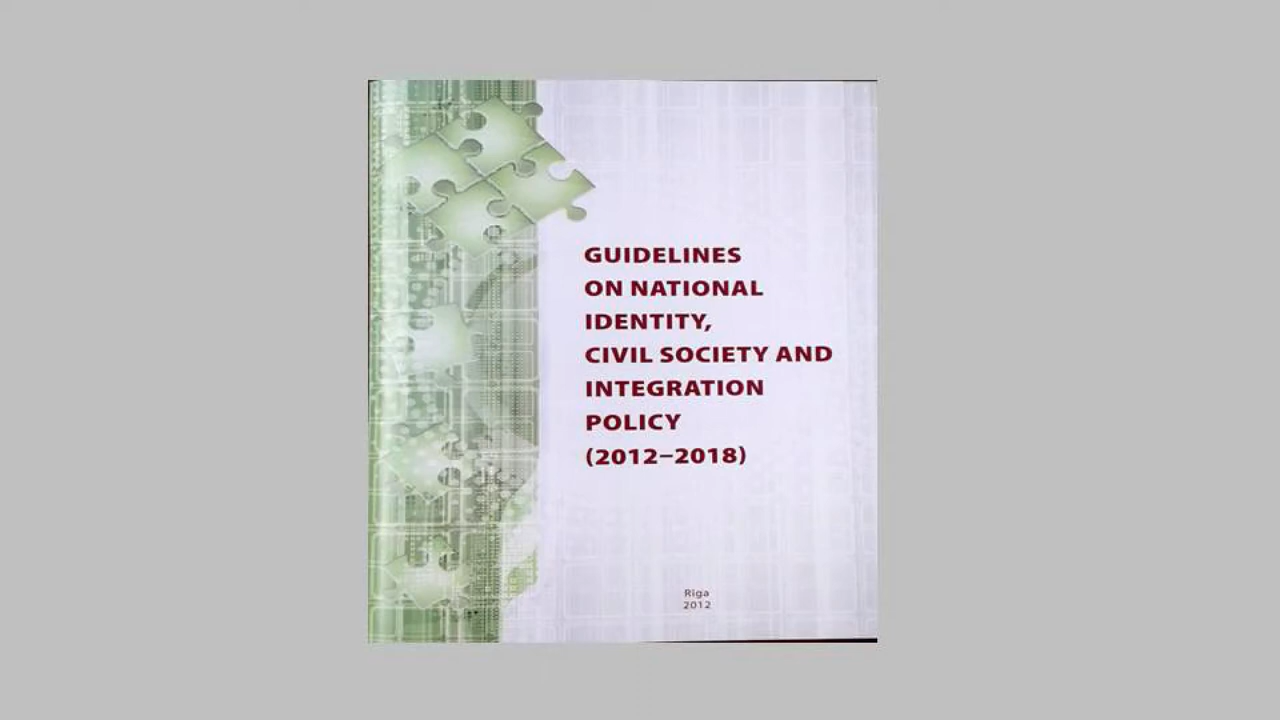 GUIDELINES
ON NATIONAL
IDENTITY,
CIVIL SOCIETY AND
INTEGRATION
POLICY
(2012–2018)
Riga
2012